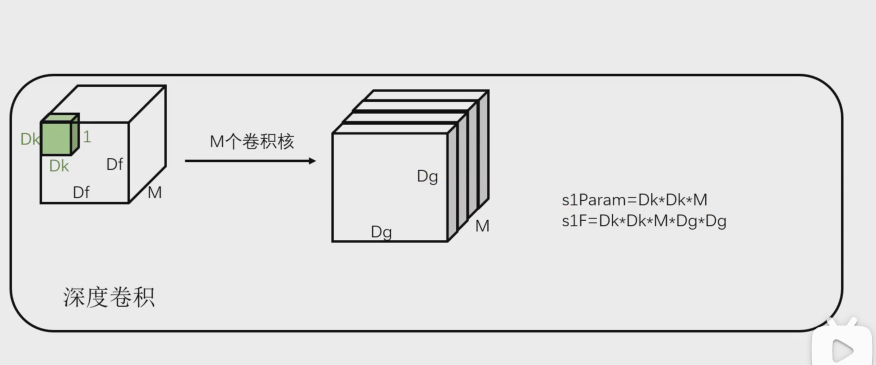 Dk
1
Dk
Df
Df
M
M个卷积核
Dg
Dg
M
s1Param=Dk*Dk*M
s1F=Dk*Dk*M*Dg*Dg
深度卷积